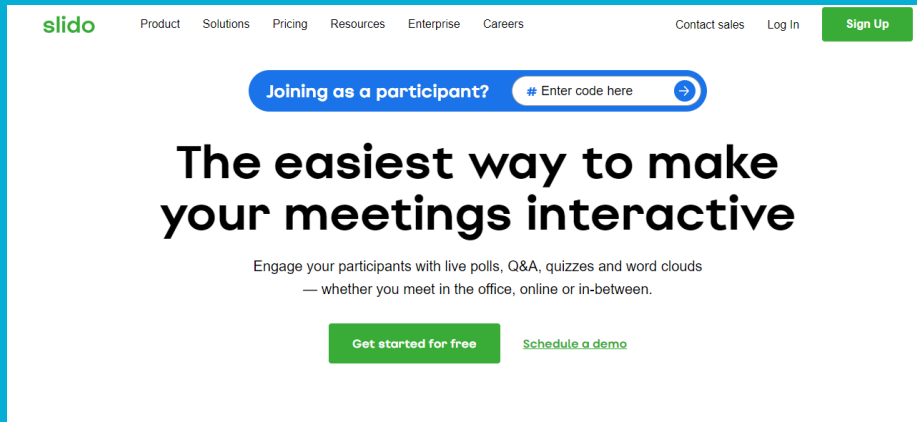 slido Product Solutions Pricing Resources Enterprise Careers Contact sales Log In Sign Up
Joining as a participant? # Enter code here
The easiest way to make
your meetings interactive
Engage your participants with live polls, Q&A, quizzes and word clouds
— whether you meet in the office, online or in-between.
Get started for free Schedule a demo